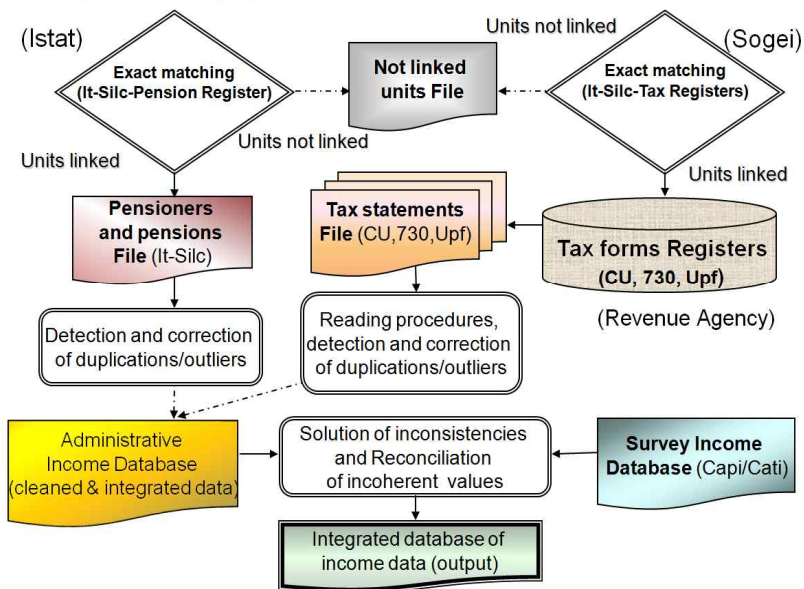 Units not linked
(Istat)
(Sogei)
Exact matching
(It-Silc-Pension Register)
Not linked
units File
Exact matching
(It-Silc-Tax Registers)
Units not linked
Units linked
Units linked
Pensioners
and pensions
File (It-Silc)
Tax statements
File (CU,730,Upf)
Tax forms Registers
(CU, 730, Upf)
(Revenue Agency)
Detection and correction
of duplications/outliers
Reading procedures,
detection and correction
of duplications/outliers
Administrative
Income Database
(cleaned & integrated data)
Solution of inconsistencies
and Reconciliation
of incoherent values
Survey Income
Database (Capi/Cati)
Integrated database of
income data (output)